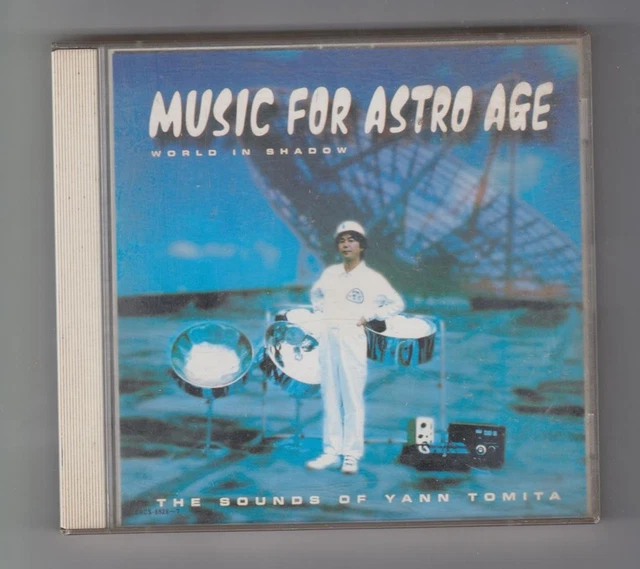 MUSIC FOR ASTRO AGE
WORLD IN SHADOW
THE SOUNDS OF YANN TOMITA